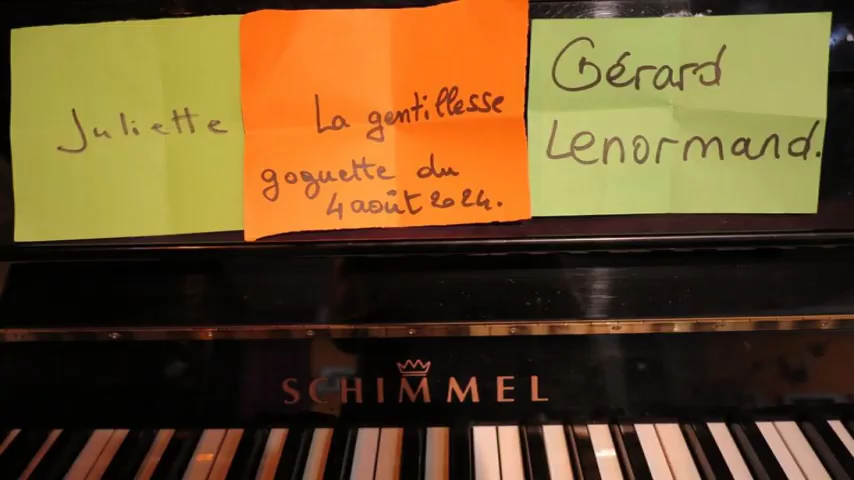 Juliette
La gentillesse
goguette du
4 août 2024.
Gérard
Lenormand.
SCHIMMEL